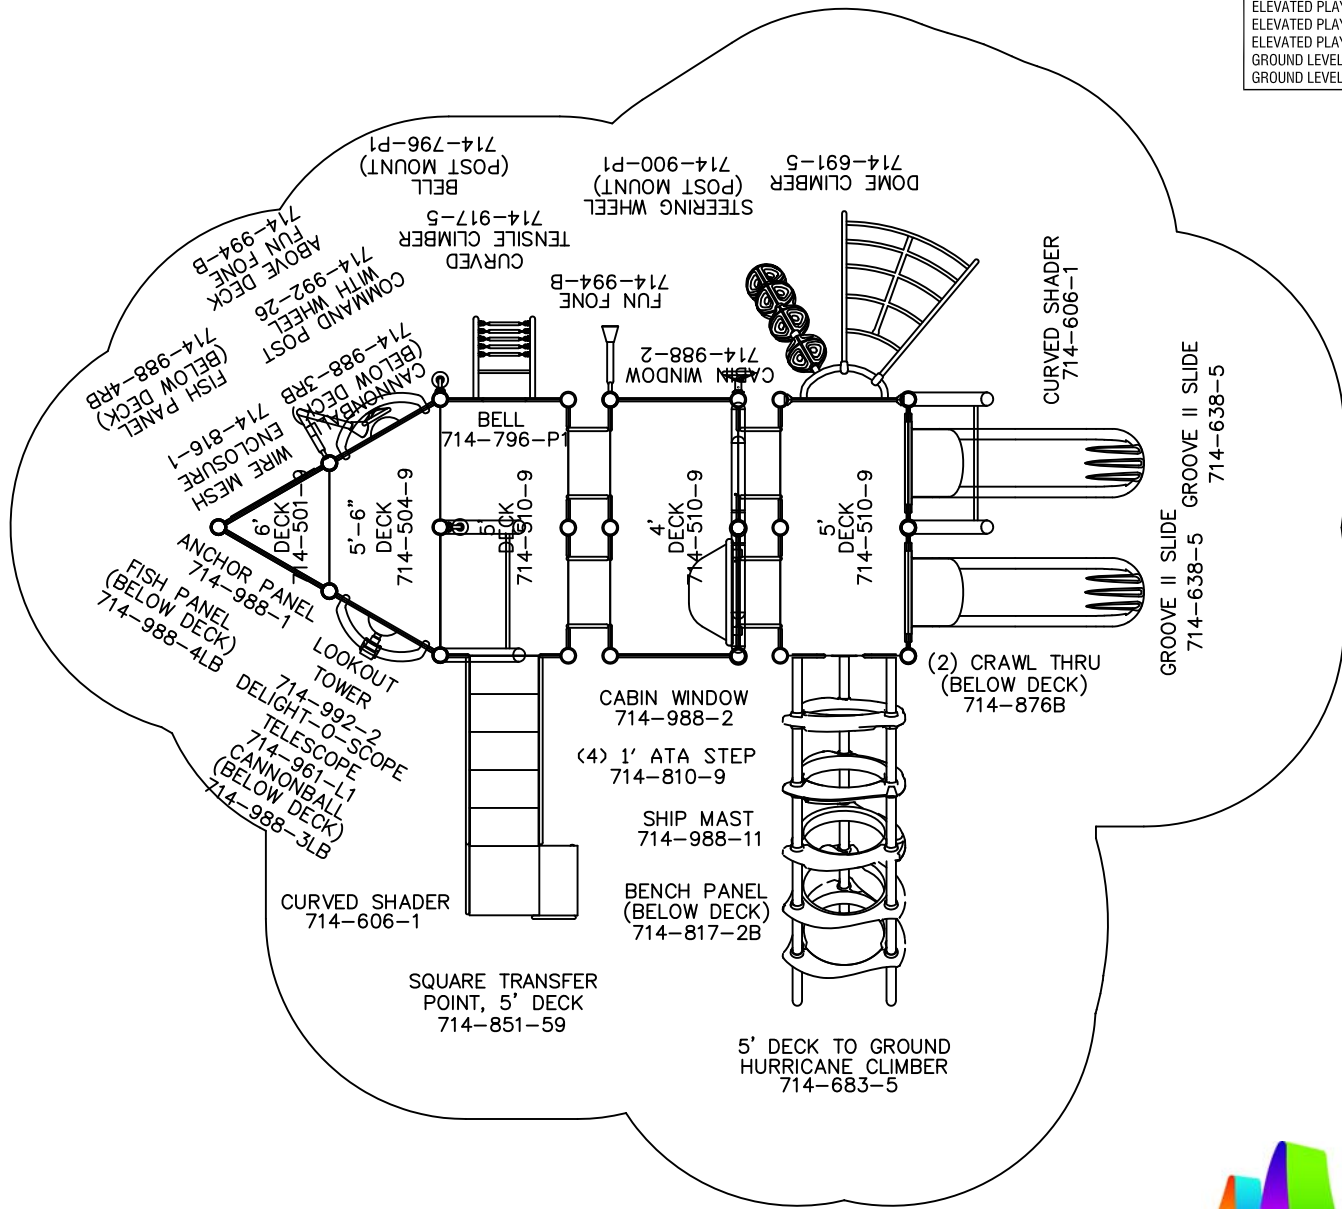 ELEVATED PLAY
ELEVATED PLAY
ELEVATED PLAY
GROUND LEVEL
GROUND LEVEL
BELL
(POST MOUNT)
714-796-P1
STEERING WHEEL
(POST MOUNT)
714-900-P1
DOME CLIMBER
714-691-5
CURVED
TENSILE CLIMBER
714-917-5
FUN FONE
714-994-B
ABOVE DECK
FUN FONE
714-994-B
COMMAND POST
WITH WHEEL
714-992-26
CANNONBALL
(BELOW DECK)
714-988-3RB
FISH PANEL
(BELOW DECK)
714-988-4RB
WIRE MESH
ENCLOSURE
714-816-1
CABIN WINDOW
714-988-2
CURVED SHADER
714-606-1
GROOVE II SLIDE
714-638-5
BELL
714-796-P1
6'
DECK
714-501-9
5'-6"
DECK
714-504-9
5'
DECK
714-510-9
4'
DECK
714-510-9
5'
DECK
714-510-9
GROOVE II SLIDE
714-638-5
ANCHOR PANEL
714-988-1
FISH PANEL
(BELOW DECK)
714-988-4LB
LOOKOUT
TOWER
714-992-2
DELIGHT-O-SCOPE
TELESCOPE
714-961-L1
CANNONBALL
(BELOW DECK)
714-988-3LB
(2) CRAWL THRU
(BELOW DECK)
714-876B
CABIN WINDOW
714-988-2
(4) 1' ATA STEP
714-810-9
SHIP MAST
714-988-11
BENCH PANEL
(BELOW DECK)
714-817-2B
CURVED SHADER
714-606-1
SQUARE TRANSFER
POINT, 5' DECK
714-851-59
5' DECK TO GROUND
HURRICANE CLIMBER
714-683-5